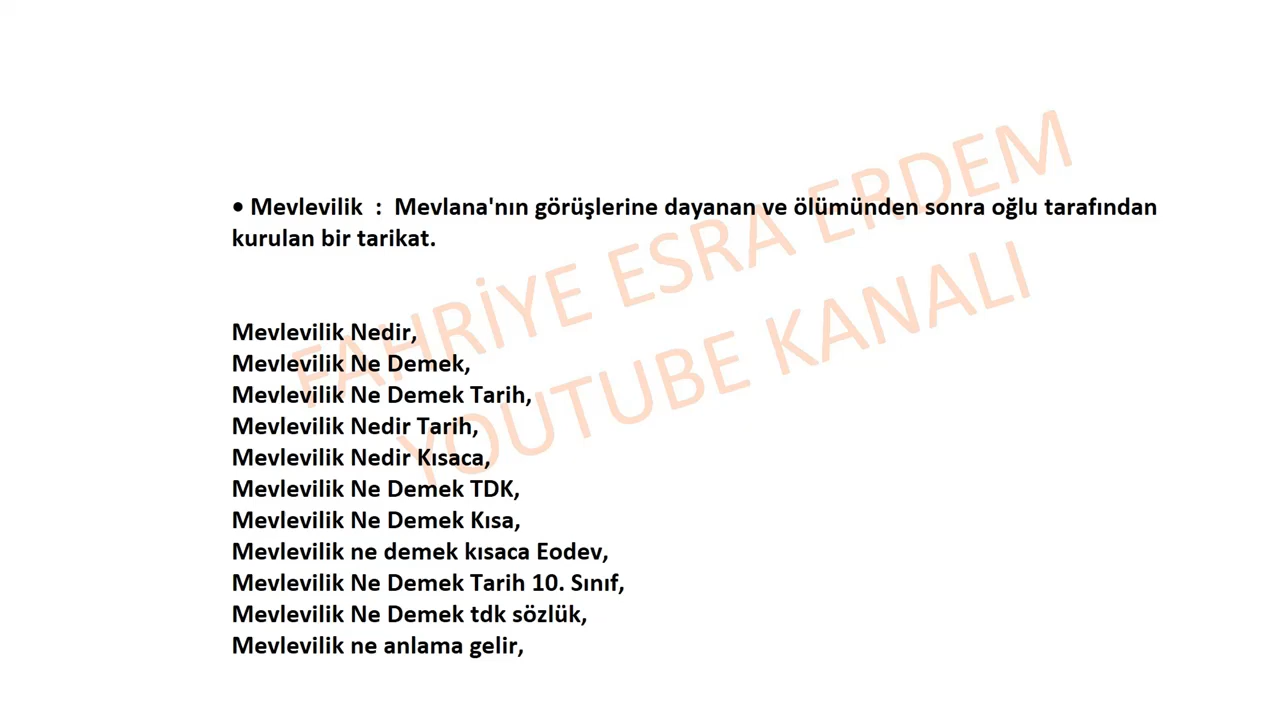 • Mevlevilik  :  Mevlana'nın görüşlerine dayanan ve ölümünden sonra oğlu tarafından
kurulan bir tarikat.
Mevlevilik Nedir,
Mevlevilik Ne Demek,
Mevlevilik Ne Demek Tarih,
Mevlevilik Nedir Tarih,
Mevlevilik Nedir Kısaca,
Mevlevilik Ne Demek TDK,
Mevlevilik Ne Demek Kısa,
Mevlevilik ne demek kısaca Eodev,
Mevlevilik Ne Demek Tarih 10. Sınıf,
Mevlevilik Ne Demek tdk sözlük,
Mevlevilik ne anlama gelir,
FAHRİYE ESRA ERDEM
YOUTUBE KANALI